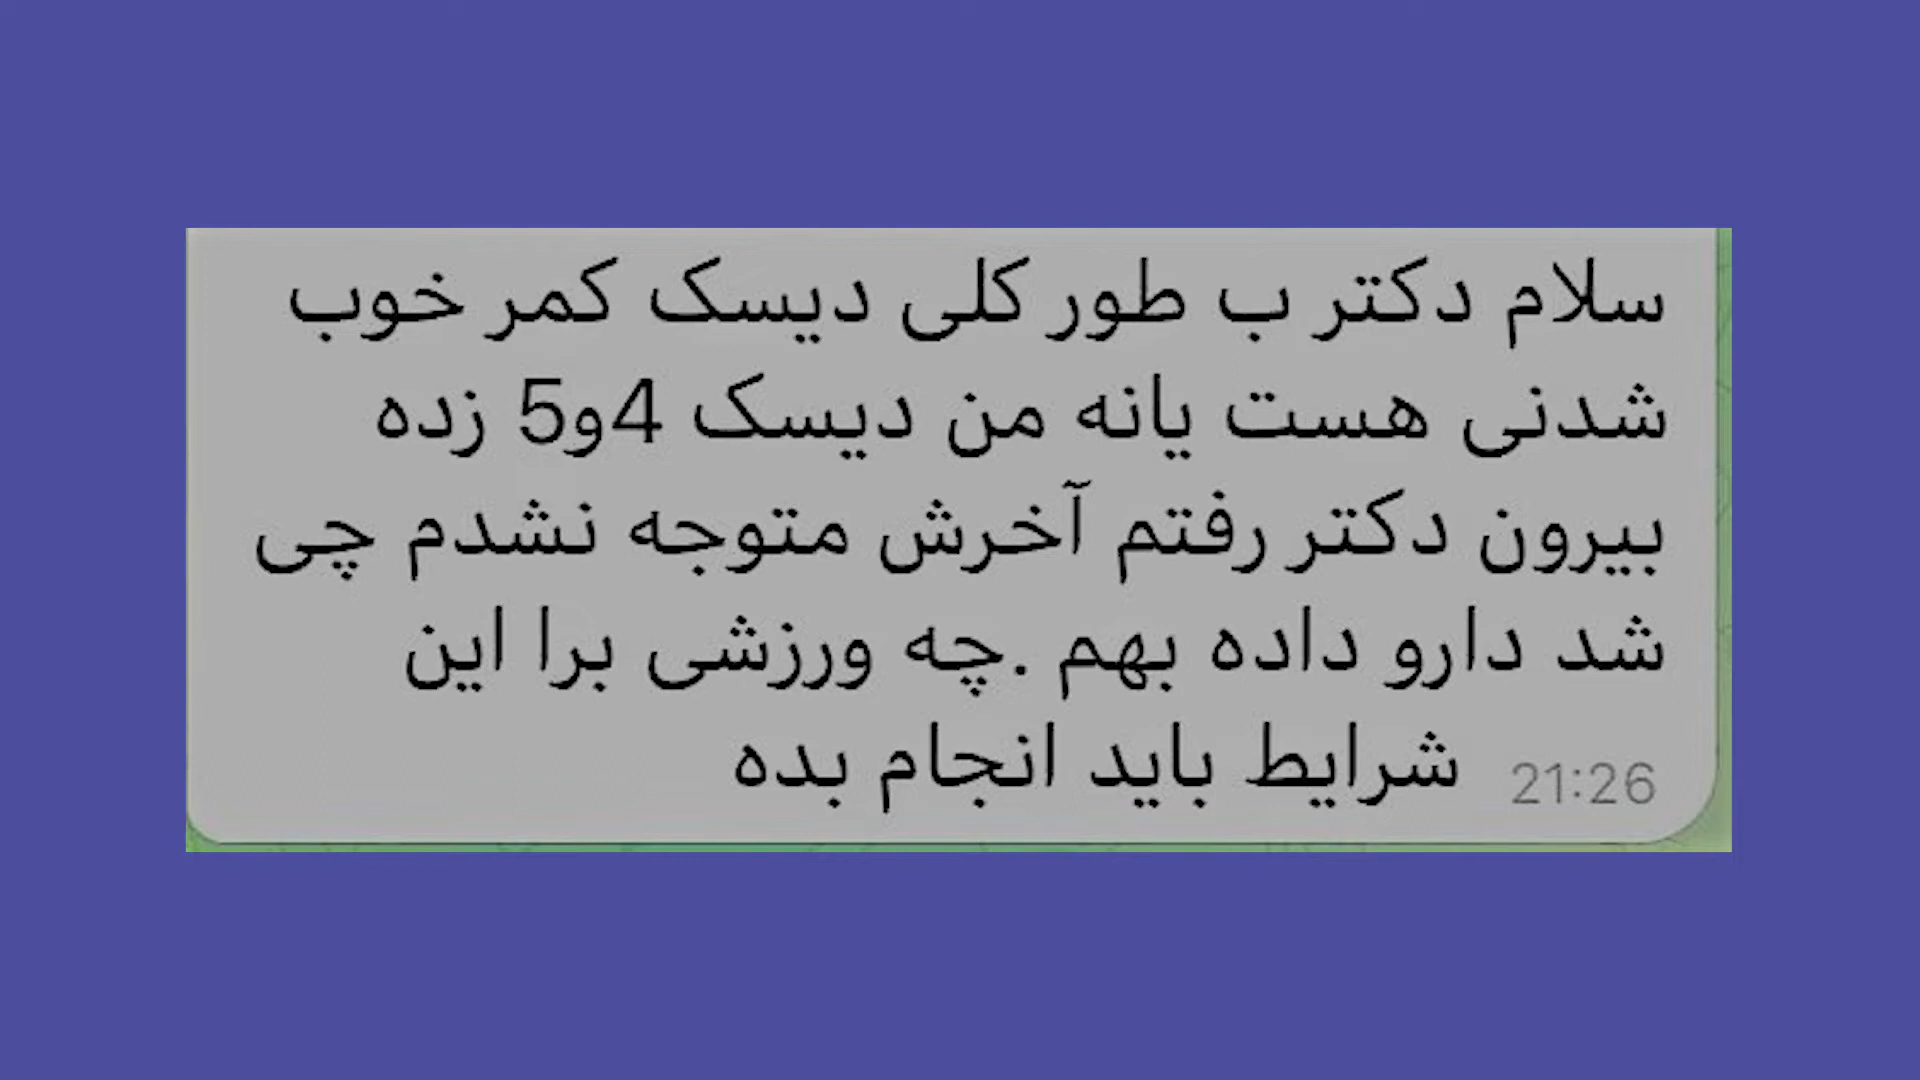 سلام دکتر ب طور کلی دیسک کمر خوب
شدنی هست یانه من دیسک 4و5 زده
بیرون دکتر رفتم آخرش متوجه نشدم چی
شد دارو داده بهم .چه ورزشی برا این
شرایط باید انجام بده
21:26